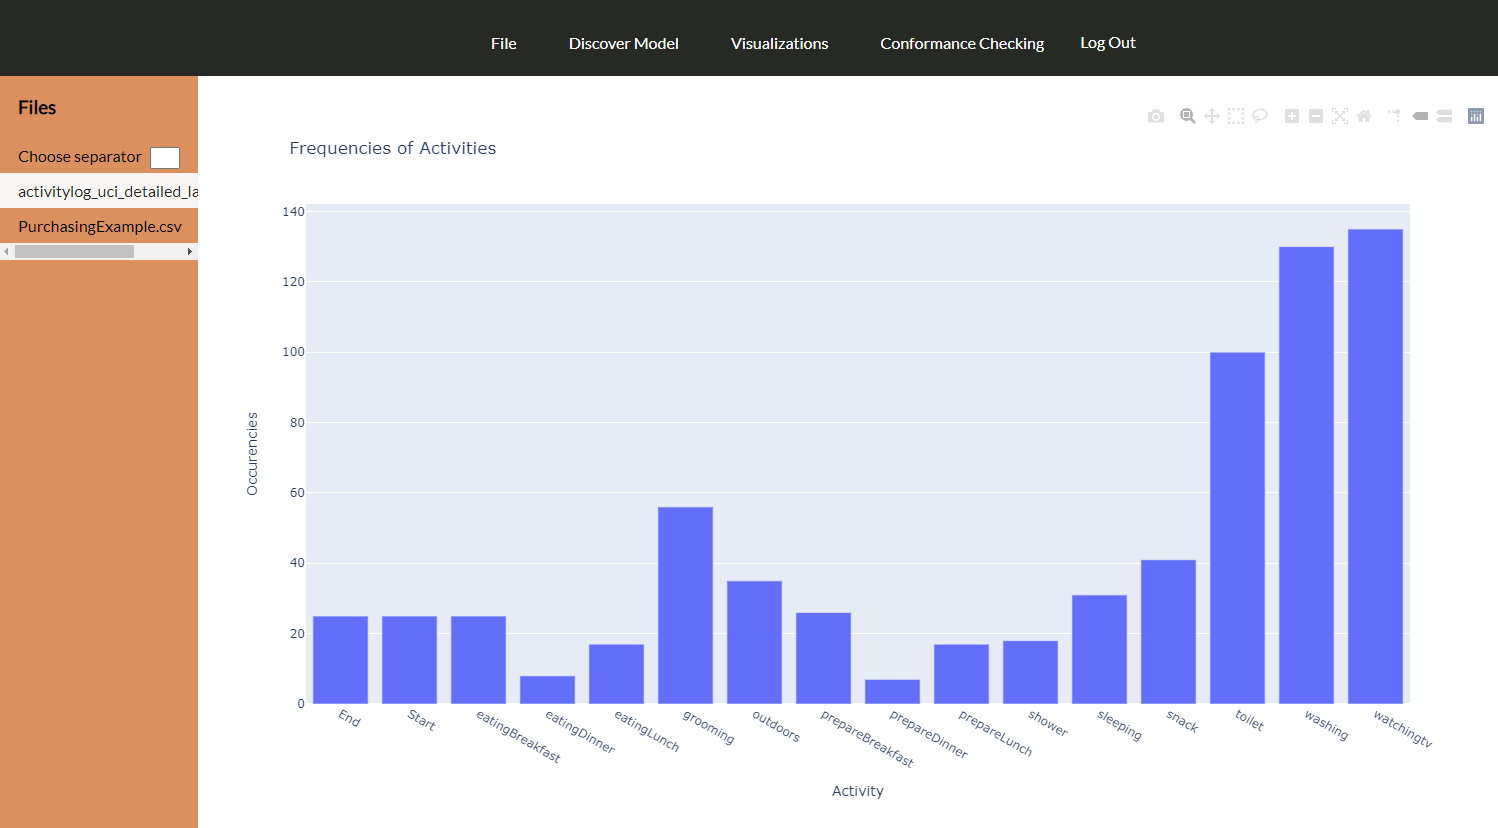 File Discover Model Visualizations Conformance Checking Log Out
Files
Choose separator
activitylog_uci_detailed_la
PurchasingExample.csv
Frequencies of Activities
140
120
100
80
60
40
20
0
Occurencies
End Start eatingBreakfast eatingDinner eatingLunch grooming outdoors prepareBreakfast prepareDinner prepareLunch shower sleeping snack toilet washing watchingtv
Activity